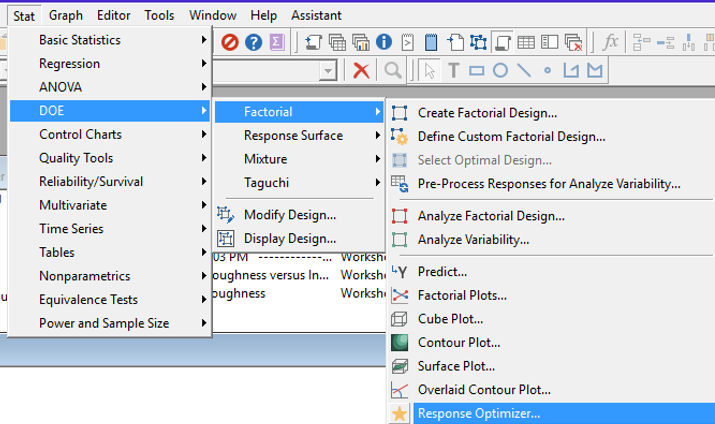 Stat Graph Editor Tools Window Help Assistant
Basic Statistics
Regression
ANOVA
DOE
Control Charts
Quality Tools
Reliability/Survival
Multivariate
Time Series
Tables
Nonparametrics
Equivalence Tests
Power and Sample Size
Factorial
Response Surface
Mixture
Taguchi
Modify Design...
Display Design...
03 PM ------------... Worksh
oughness versus In... Worksh
oughness Worksh
Create Factorial Design...
Define Custom Factorial Design...
Select Optimal Design...
Pre-Process Responses for Analyze Variability...
Analyze Factorial Design...
Analyze Variability...
Predict...
Factorial Plots...
Cube Plot...
Contour Plot...
Surface Plot...
Overlaid Contour Plot...
Response Optimizer...